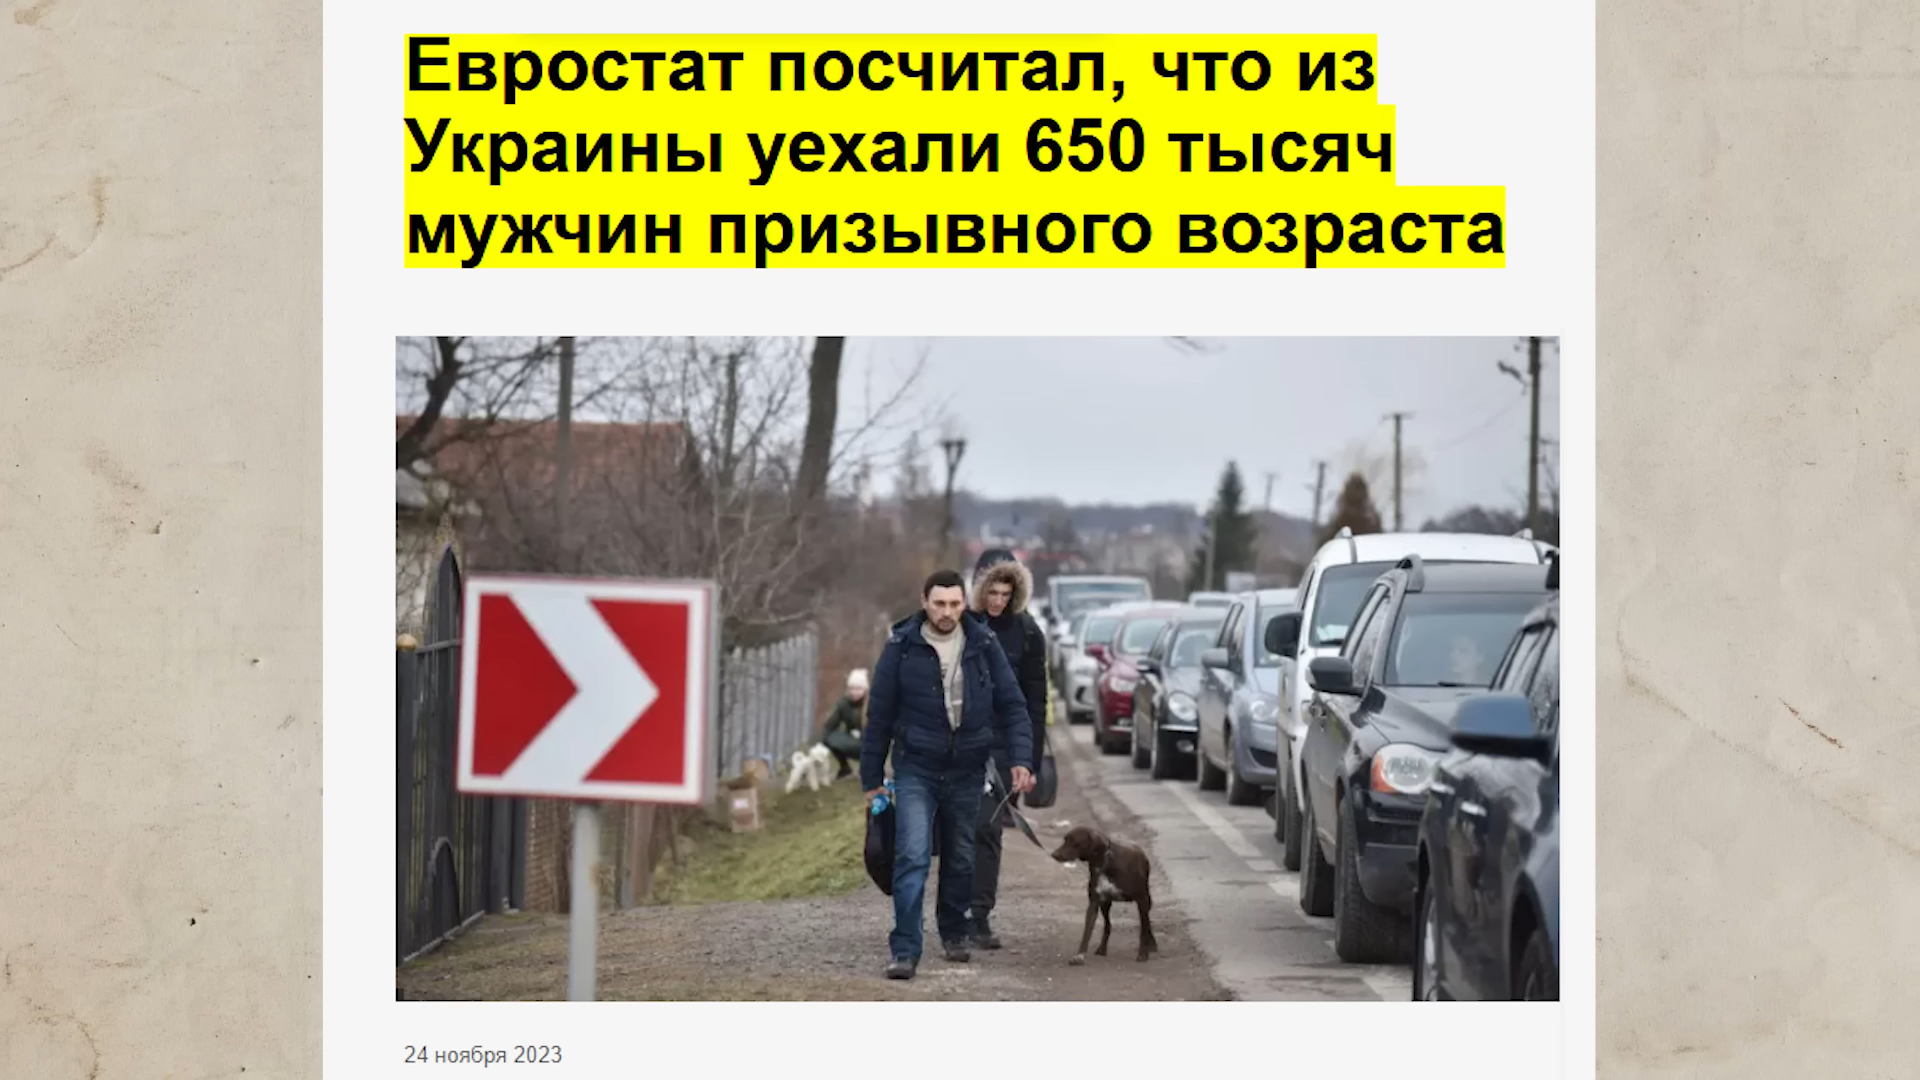 Евростат посчитал, что из
Украины уехали 650 тысяч
мужчин призывного возраста
24 ноября 2023